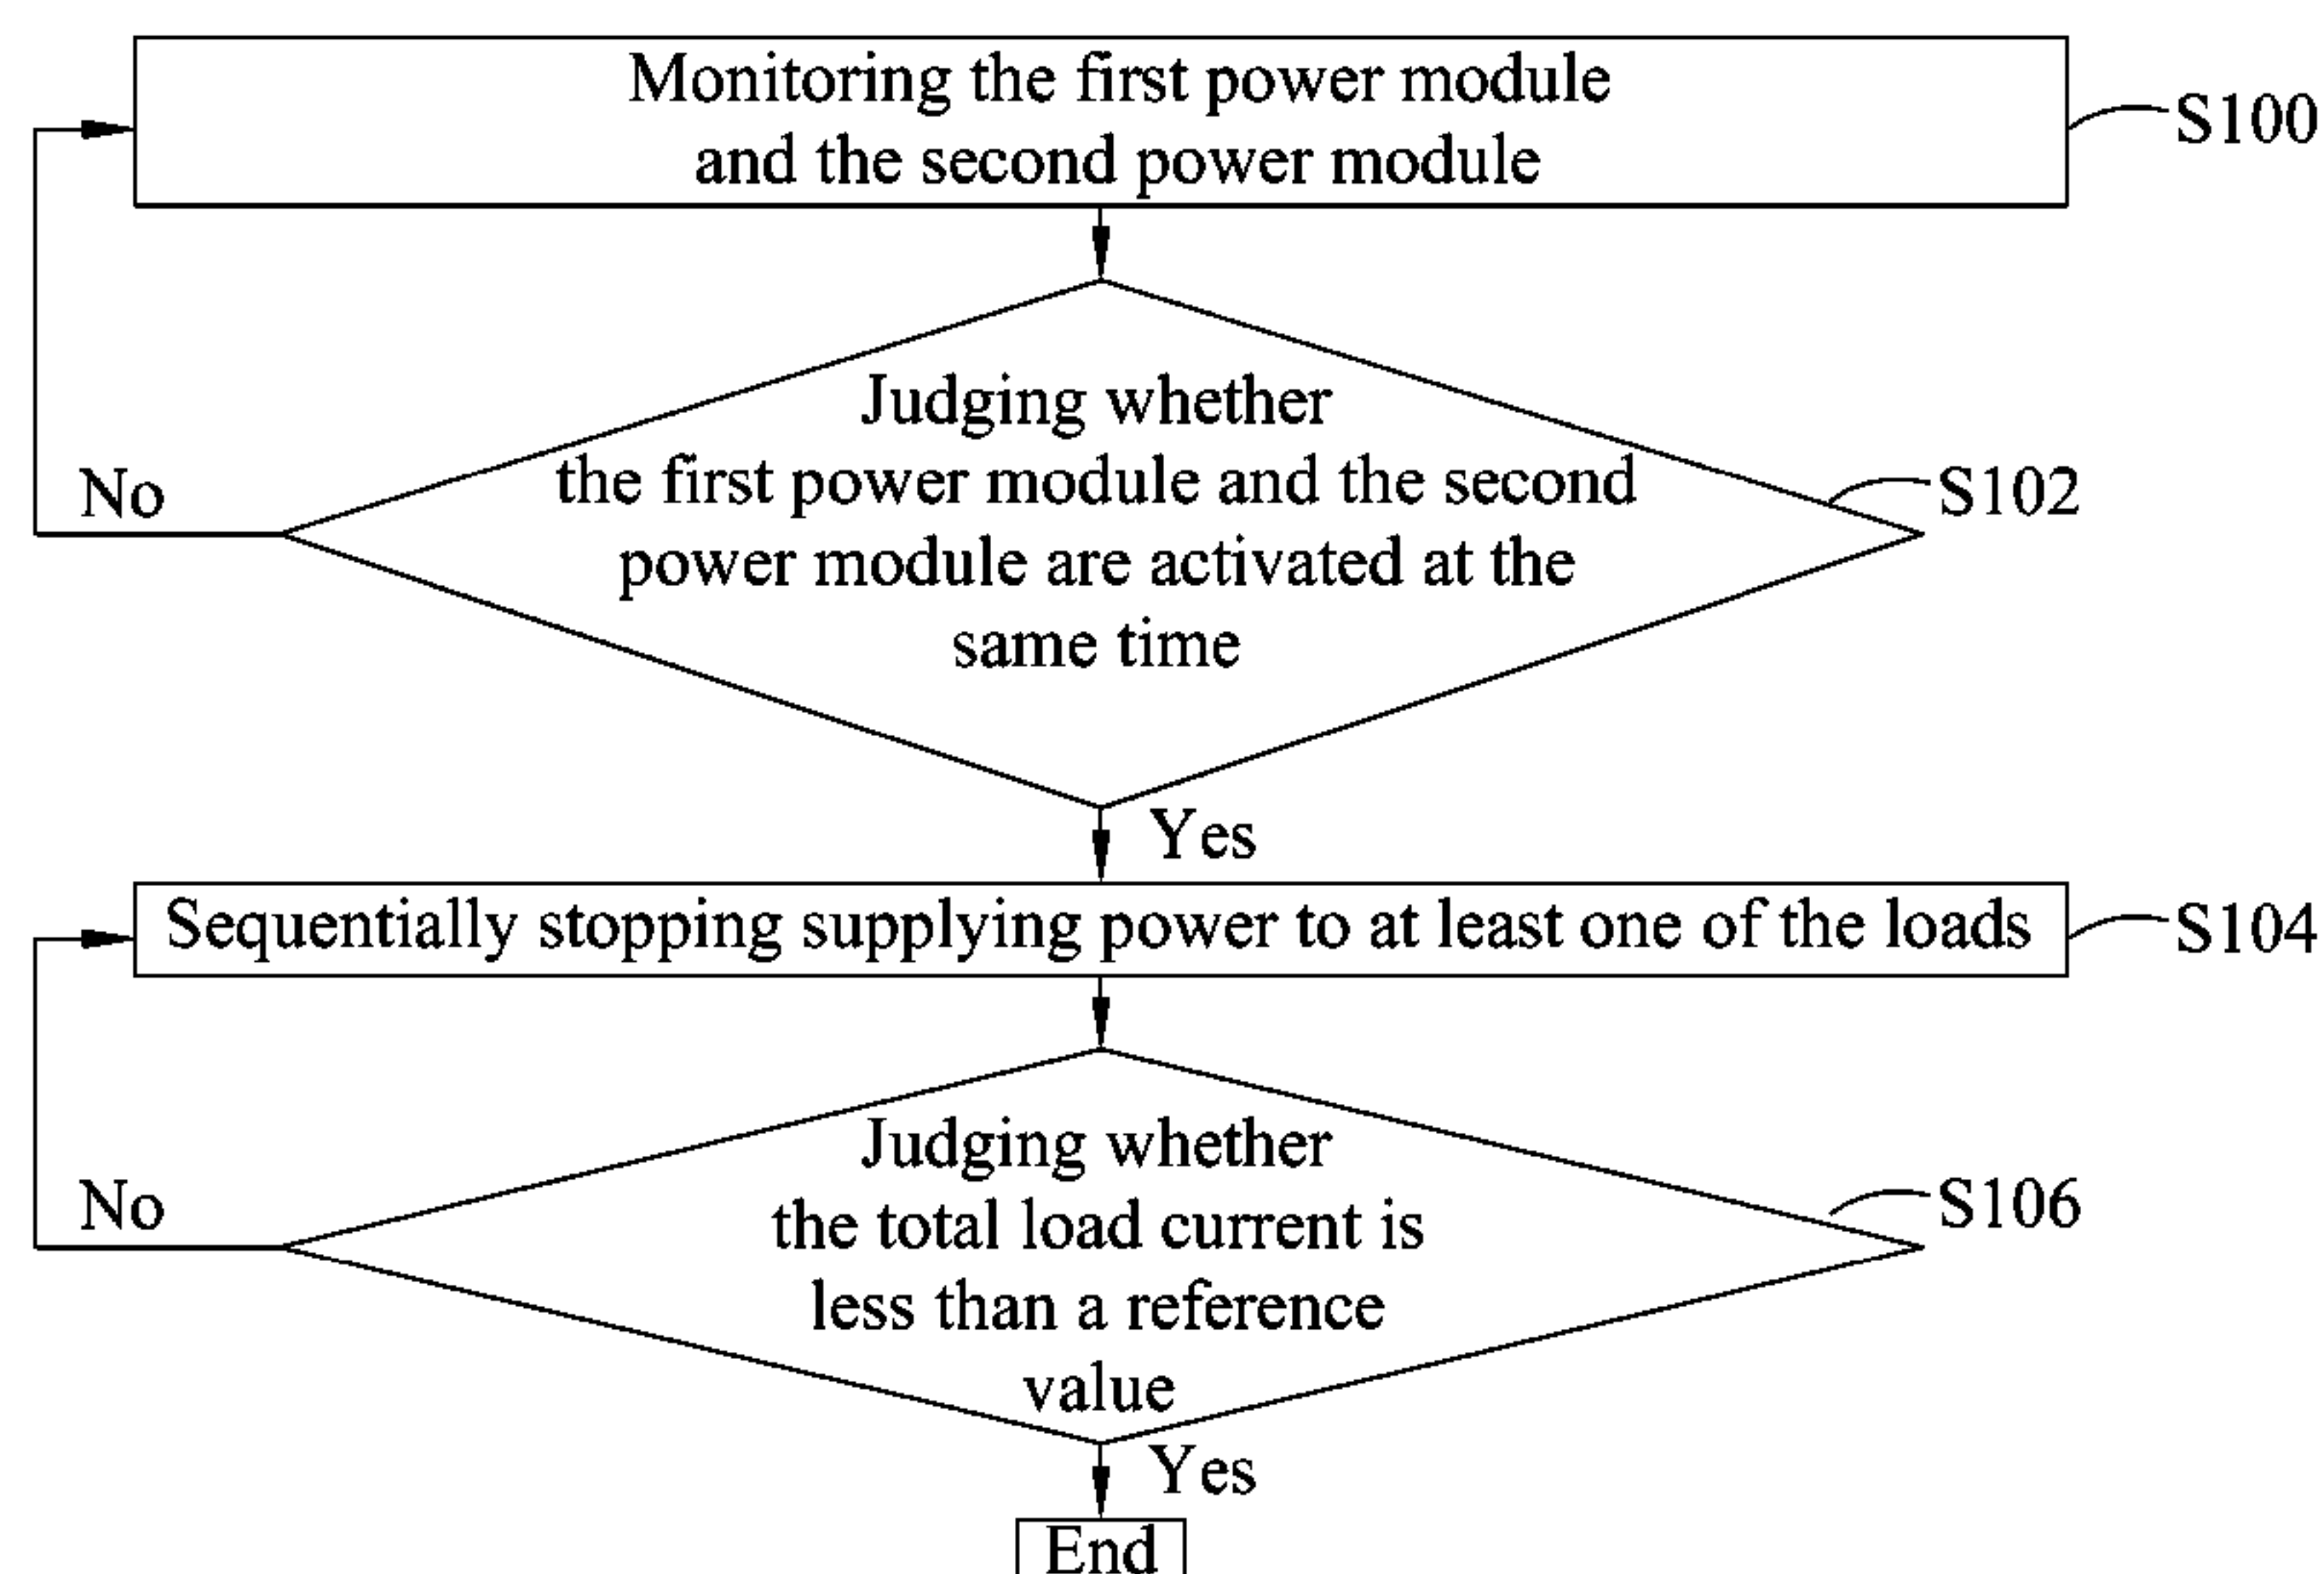 Monitoring the first power module
and the second power module
S100
Judging whether
the first power module and the second
power module are activated at the
same time
S102
No
Yes
Sequentially stopping supplying power to at least one of the loads
S104
Judging whether
the total load current is
less than a reference
value
S106
No
Yes
End